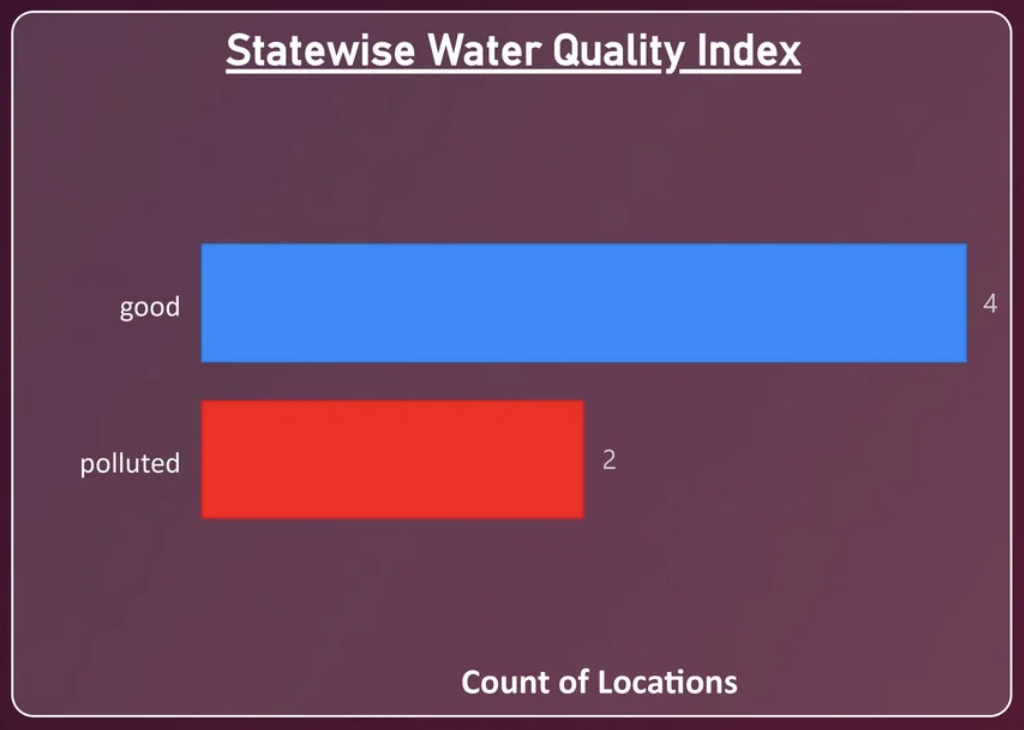 Statewise Water Quality Index
good 4
polluted 2
Count of Locations